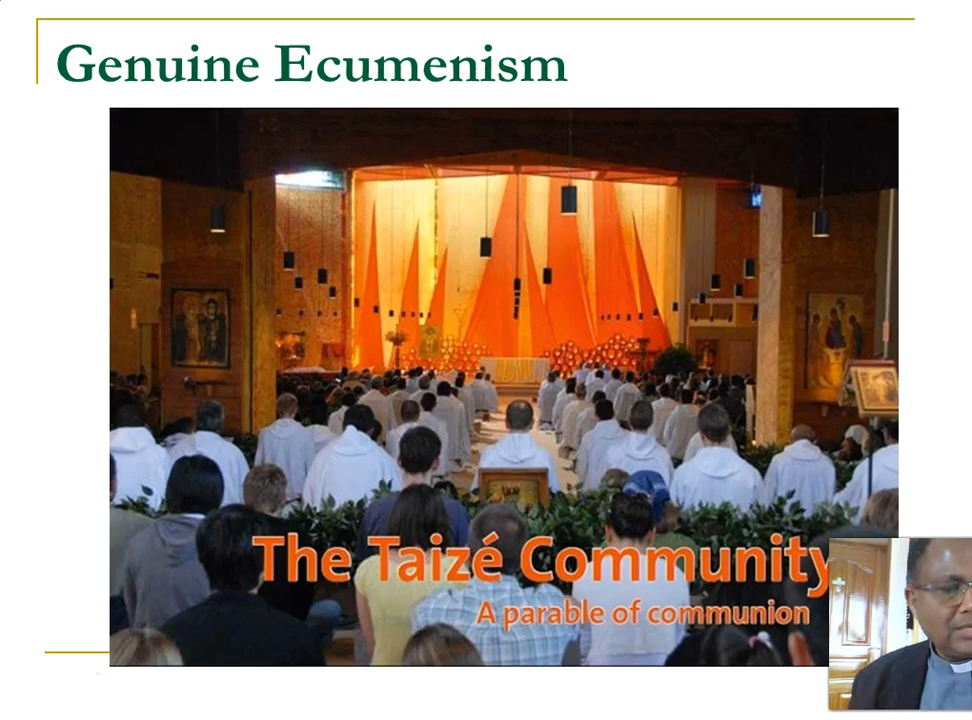 Genuine Ecumenism
The Taizé Community
A parable of communion